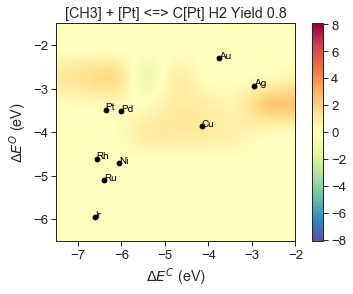 [CH3] + [Pt] <=> C[Pt] H2 Yield 0.8
−2
−3
−4
−5
−6
ΔE^O (eV)
−7
−6
−5
−4
−3
−2
ΔE^C (eV)
Au
Ag
Pt
Pd
Cu
Rh
Ni
Ru
Ir
8
6
4
2
0
−2
−4
−6
−8